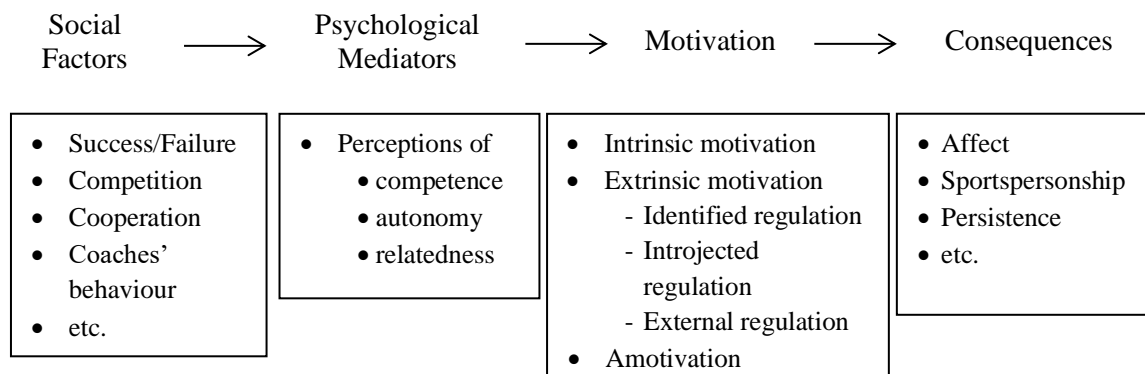 Social
Factors
Psychological
Mediators
Motivation
Consequences
• Success/Failure
• Competition
• Cooperation
• Coaches’
behaviour
• etc.
• Perceptions of
• competence
• autonomy
• relatedness
• Intrinsic motivation
• Extrinsic motivation
- Identified regulation
- Introjected
regulation
- External regulation
• Amotivation
• Affect
• Sportspersonship
• Persistence
• etc.